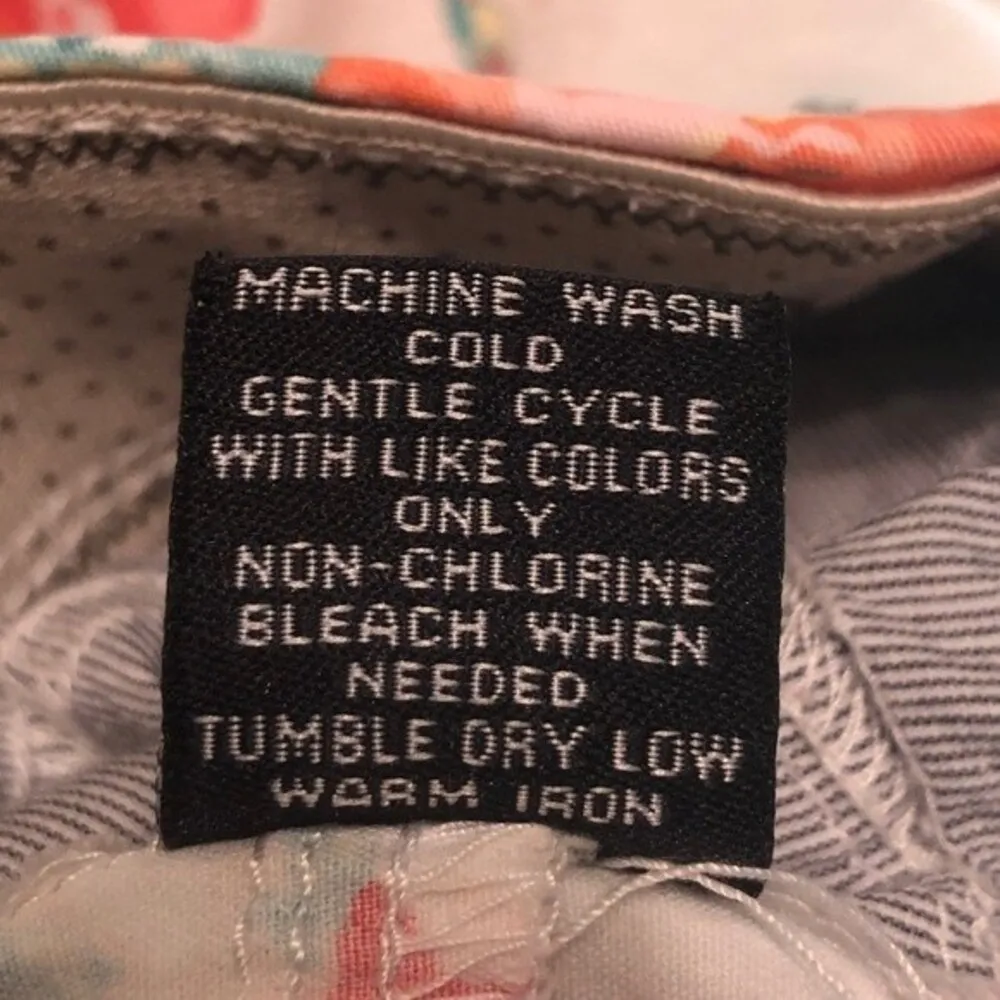 MACHINE WASH
COLD
GENTLE CYCLE
WITH LIKE COLORS
ONLY
NON-CHLORINE
BLEACH WHEN
NEEDED
TUMBLE DRY LOW
WARM IRON